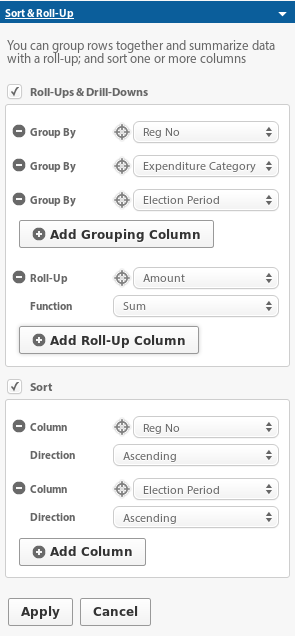 Sort & Roll-Up
You can group rows together and summarize data
with a roll-up; and sort one or more columns
Roll-Ups & Drill-Downs
Group By Reg No
Group By Expenditure Category
Group By Election Period
Add Grouping Column
Roll-Up Amount
Function Sum
Add Roll-Up Column
Sort
Column Reg No
Direction Ascending
Column Election Period
Direction Ascending
Add Column
Apply Cancel